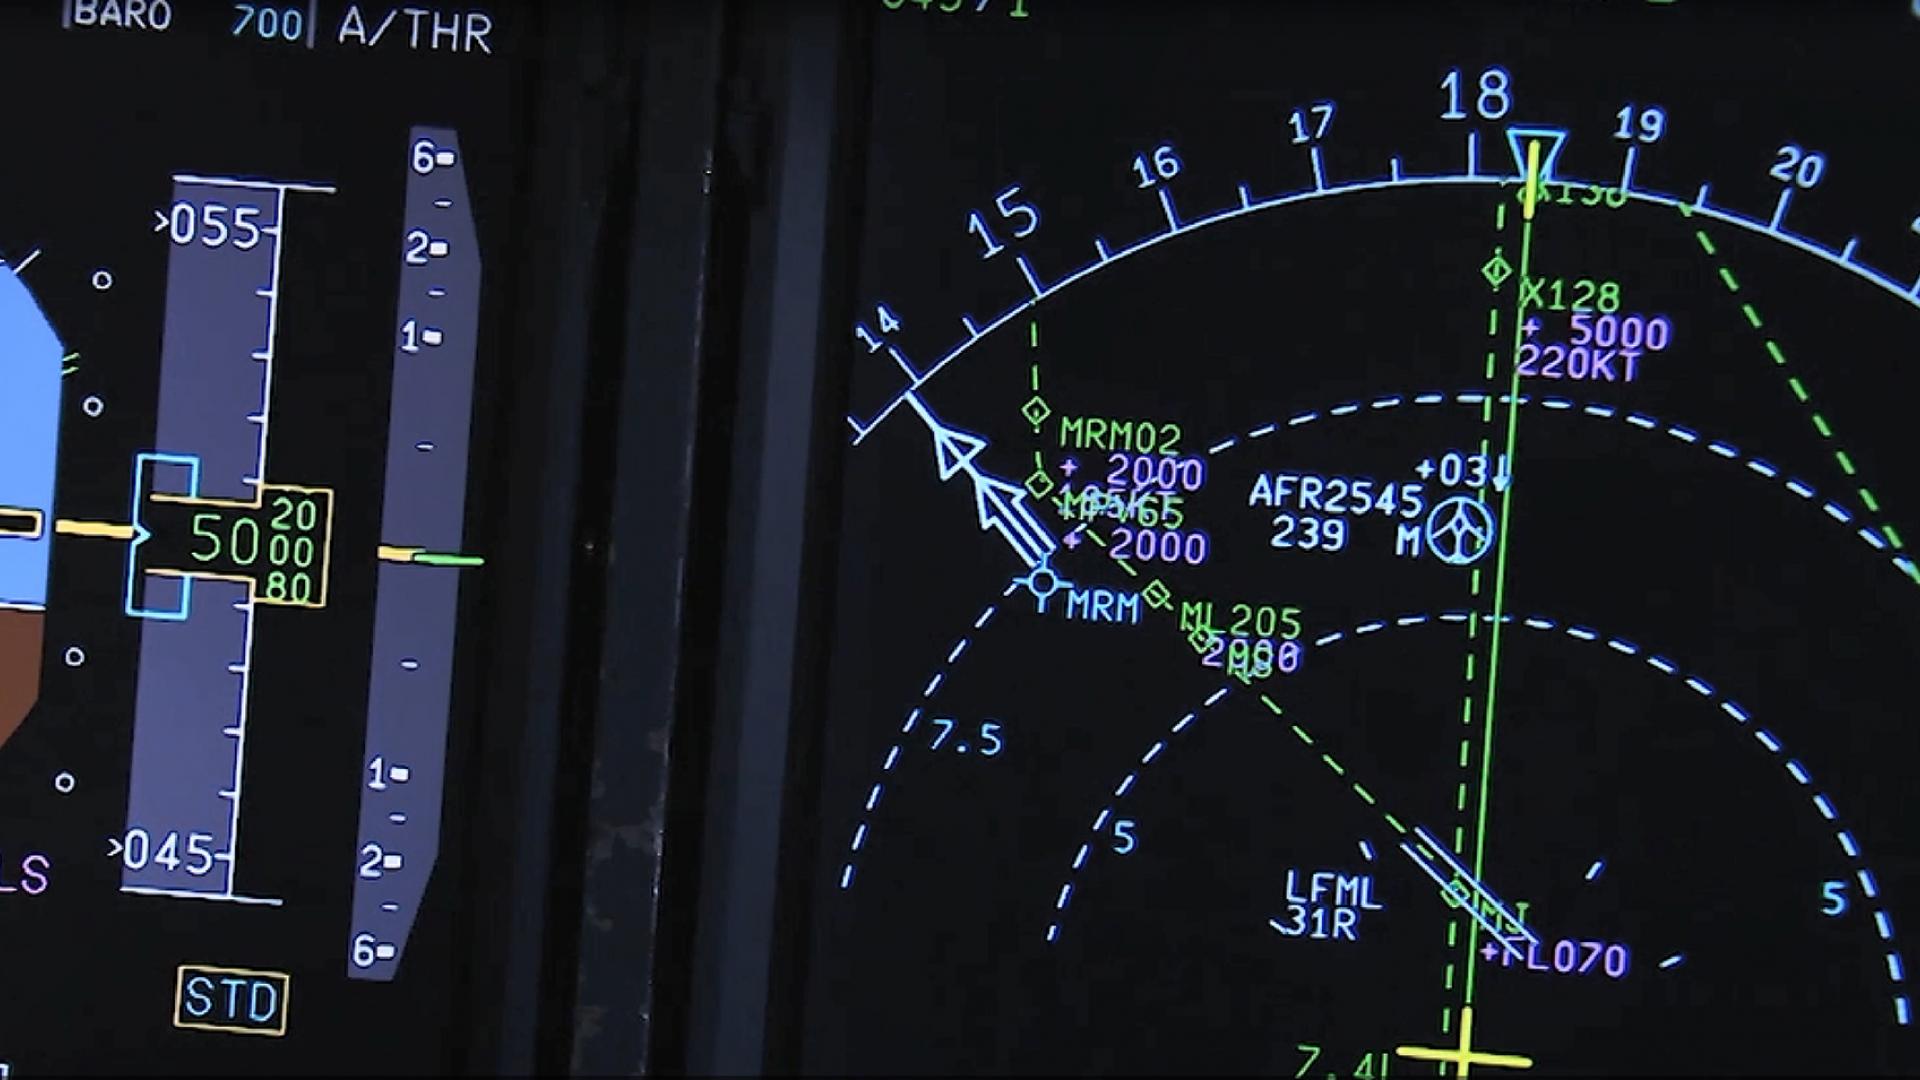 BARO 700 A/THR
6
>055
2
1
50
20
00
80
1
>045
2
LS
6
STD
14
15
16
17
18
19
20
X128
+ 5000
220KT
MRM02
+ 2000
+ 2000
+03↓
AFR2545
239 M
MRM
ML205
7.5
5
LFML
31R
5
+FL070